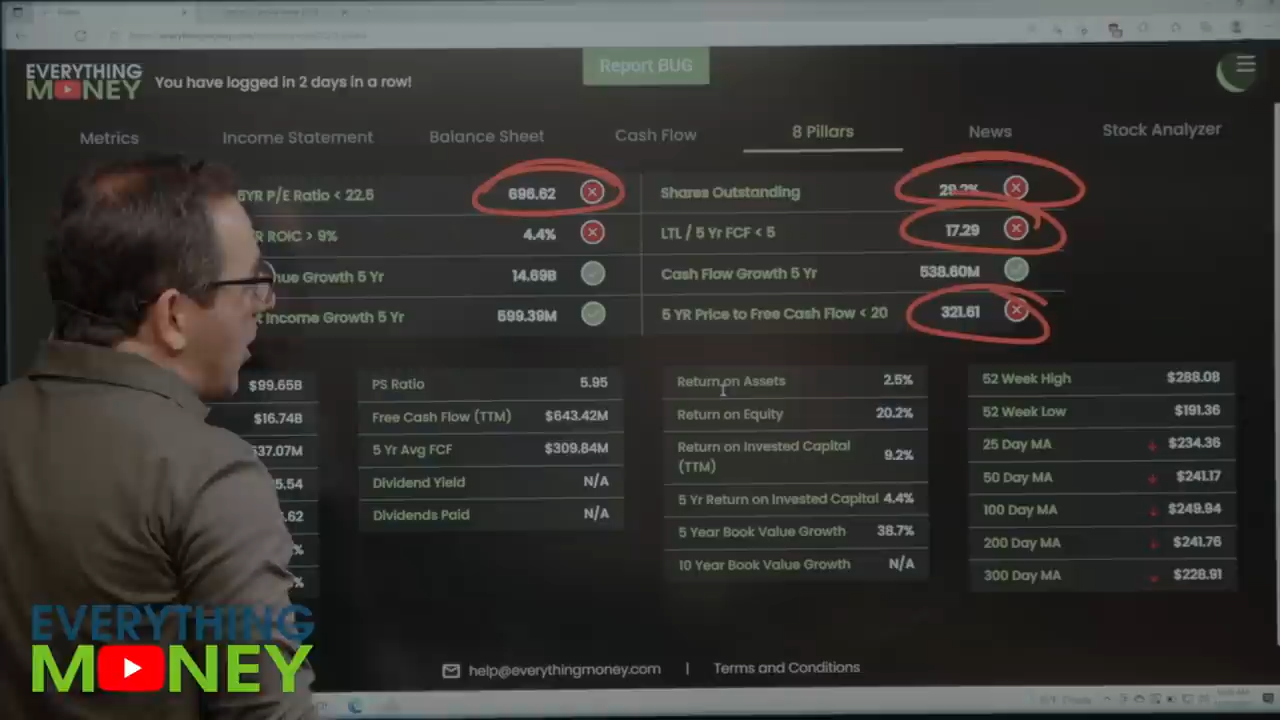 EVERYTHING
MONEY
You have logged in 2 days in a row!
Report BUG
Metrics
Income Statement
Balance Sheet
Cash Flow
8 Pillars
News
Stock Analyzer
5YR P/E Ratio < 22.5 696.62
ROIC > 9% 4.4%
Growth 5 Yr 14.69B
Income Growth 5 Yr 599.39M
Shares Outstanding 29.2%
LTL / 5 Yr FCF < 5 17.29
Cash Flow Growth 5 Yr 538.60M
5 YR Price to Free Cash Flow < 20 321.61
$99.65B
$16.74B
37.07M
5.54
.62
%
%
PS Ratio 5.95
Free Cash Flow (TTM) $643.42M
5 Yr Avg FCF $309.84M
Dividend Yield N/A
Dividends Paid N/A
Return on Assets 2.5%
Return on Equity 20.2%
Return on Invested Capital
(TTM) 9.2%
5 Yr Return on Invested Capital 4.4%
5 Year Book Value Growth 38.7%
10 Year Book Value Growth N/A
52 Week High $288.08
52 Week Low $191.36
25 Day MA $234.36
50 Day MA $241.17
100 Day MA $249.94
200 Day MA $241.76
300 Day MA $228.91
help@everythingmoney.com | Terms and Conditions
EVERYTHING
MONEY